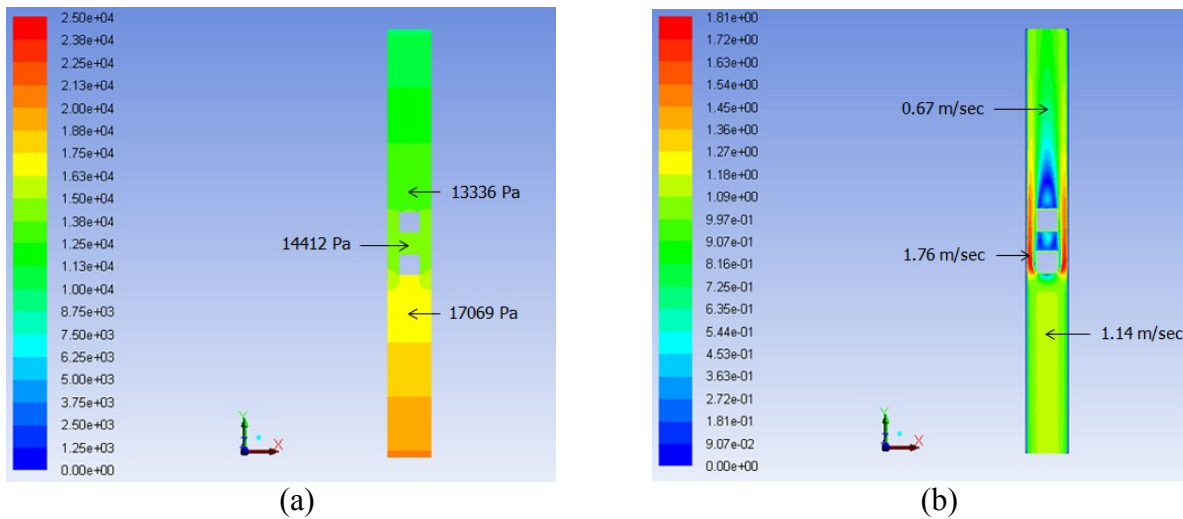 2.50e+04
2.38e+04
2.25e+04
2.13e+04
2.00e+04
1.88e+04
1.75e+04
1.63e+04
1.50e+04
1.38e+04
1.25e+04
1.13e+04
1.00e+04
8.75e+03
7.50e+03
6.25e+03
5.00e+03
3.75e+03
2.50e+03
1.25e+03
0.00e+00
13336 Pa
14412 Pa
17069 Pa
Y
Z
X
(a)
1.81e+00
1.72e+00
1.63e+00
1.54e+00
1.45e+00
1.36e+00
1.27e+00
1.18e+00
1.09e+00
9.97e-01
9.07e-01
8.16e-01
7.25e-01
6.35e-01
5.44e-01
4.53e-01
3.63e-01
2.72e-01
1.81e-01
9.07e-02
0.00e+00
0.67 m/sec
1.76 m/sec
1.14 m/sec
Y
Z
X
(b)